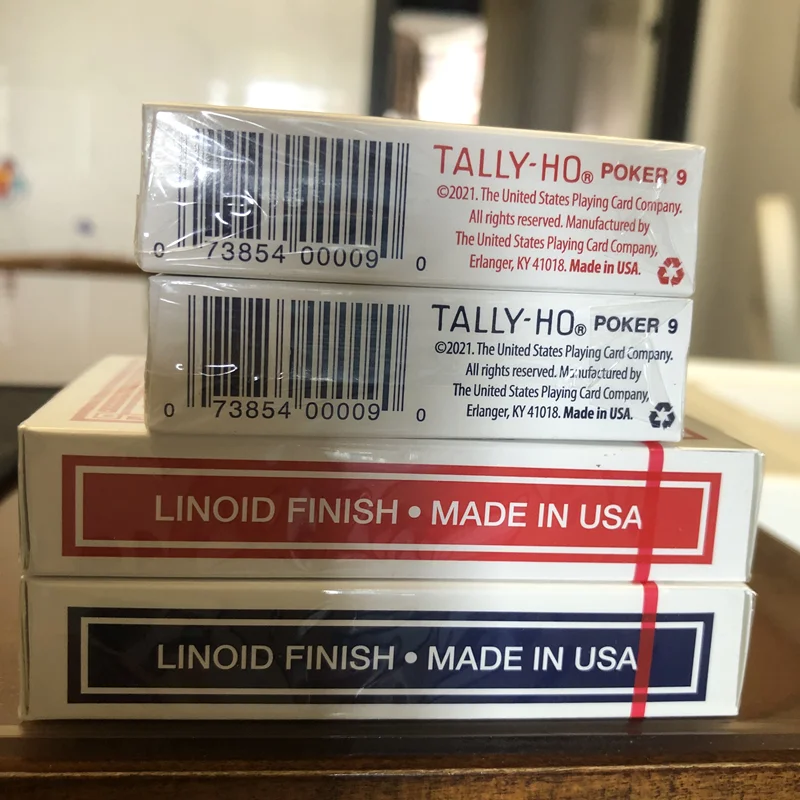 TALLY-HO® POKER 9
©2021. The United States Playing Card Company.
All rights reserved. Manufactured by
The United States Playing Card Company,
Erlanger, KY 41018. Made in USA.
0 73854 00009 0
TALLY-HO® POKER 9
©2021. The United States Playing Card Company.
All rights reserved. Manufactured by
The United States Playing Card Company,
Erlanger, KY 41018. Made in USA.
0 73854 00009 0
LINOID FINISH • MADE IN USA
LINOID FINISH • MADE IN USA